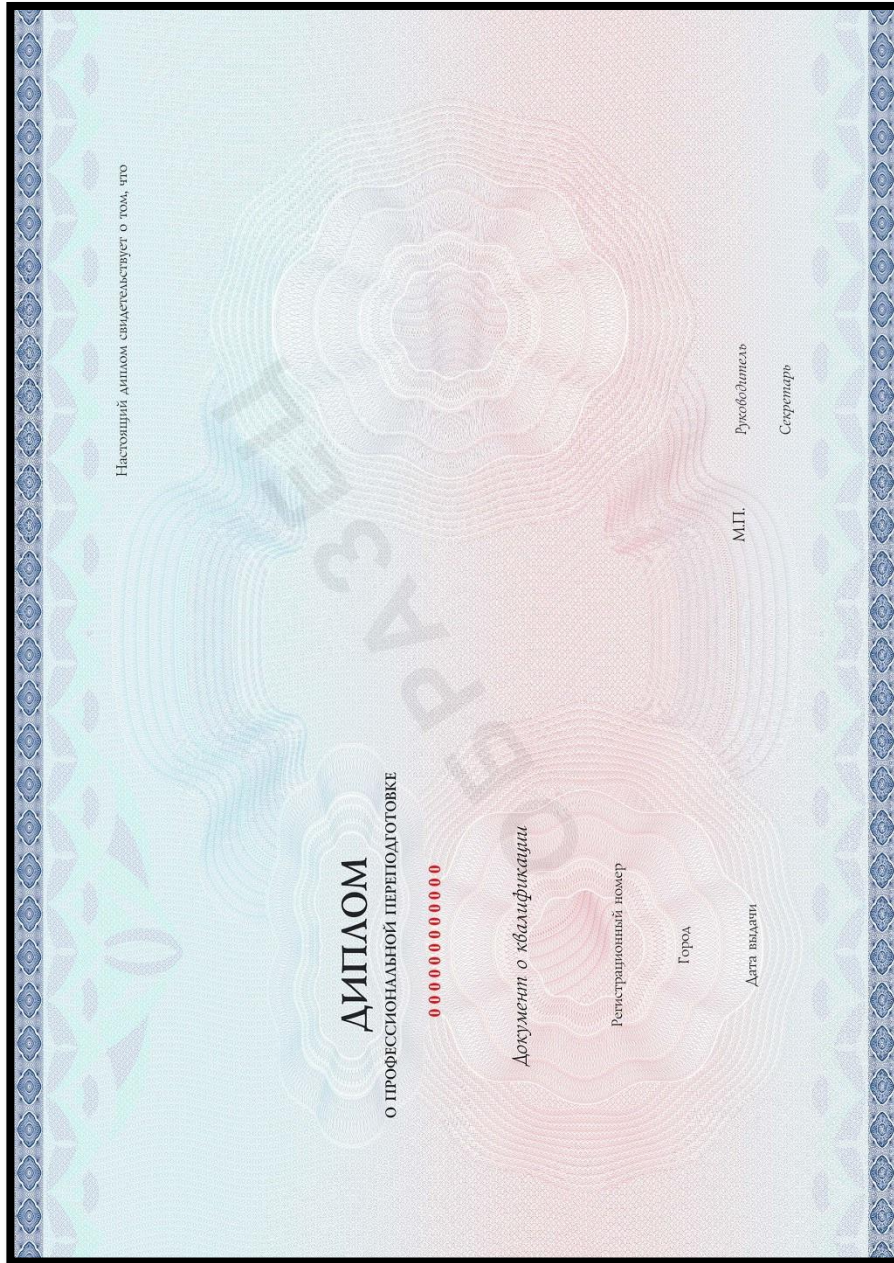 ДИПЛОМ
О ПРОФЕССИОНАЛЬНОЙ ПЕРЕПОДГОТОВКЕ
000000000000
Документ о квалификации
Регистрационный номер
Город
Дата выдачи
Настоящий диплом свидетельствует о том, что
М.П.
Руководитель
Секретарь
ОБРАЗЕЦ